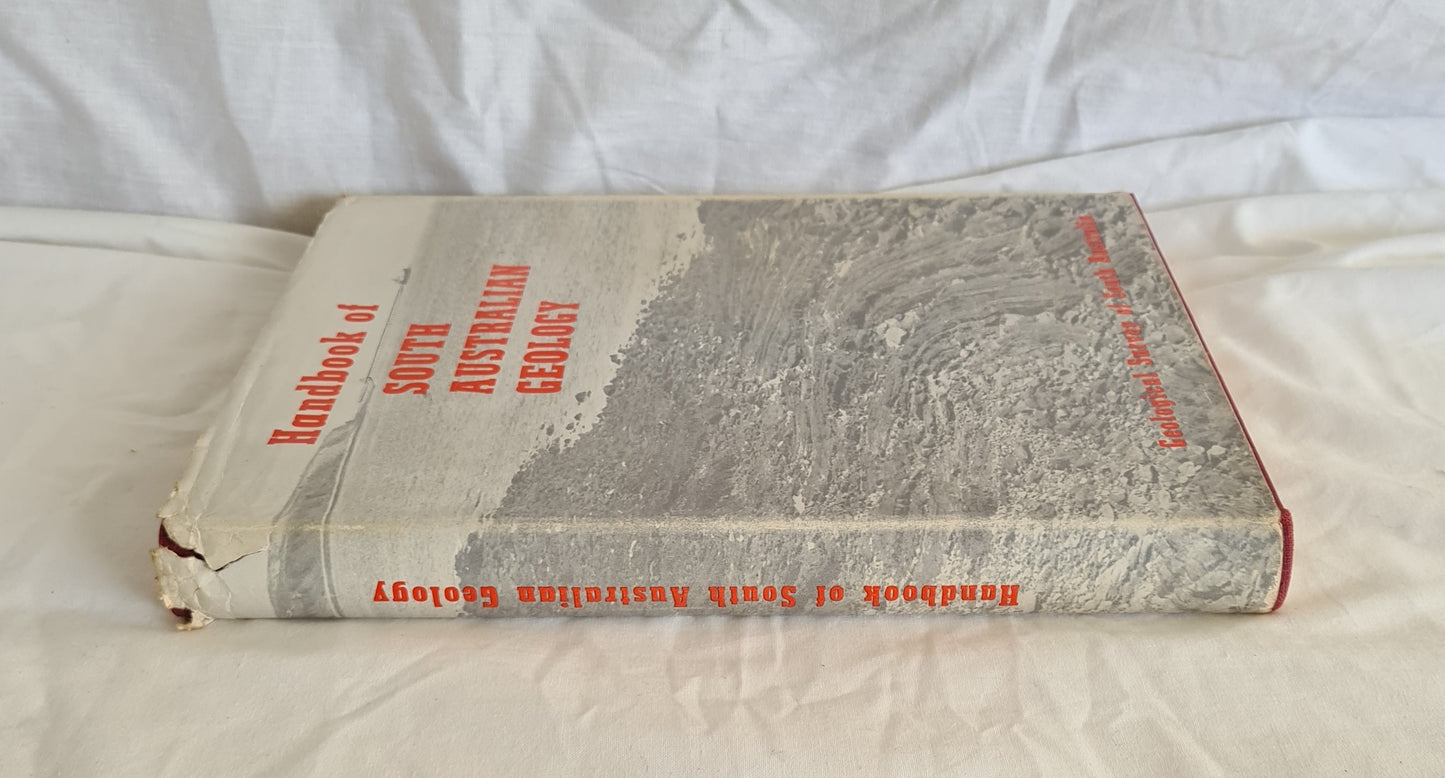 Handbook of
SOUTH
AUSTRALIAN
GEOLOGY
Geological Survey of South Australia
Handbook of South Australian Geology